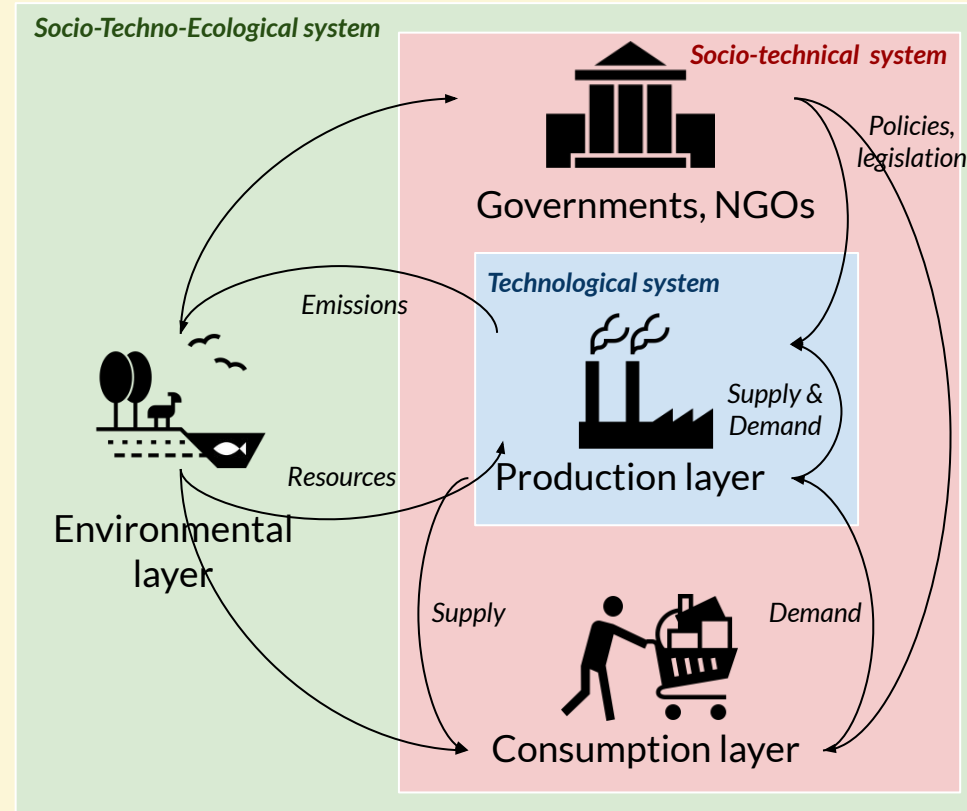 Socio-Techno-Ecological system
Socio-technical system
Policies,
legislation
Governments, NGOs
Technological system
Emissions
Supply &
Demand
Resources
Production layer
Environmental
layer
Supply
Demand
Consumption layer